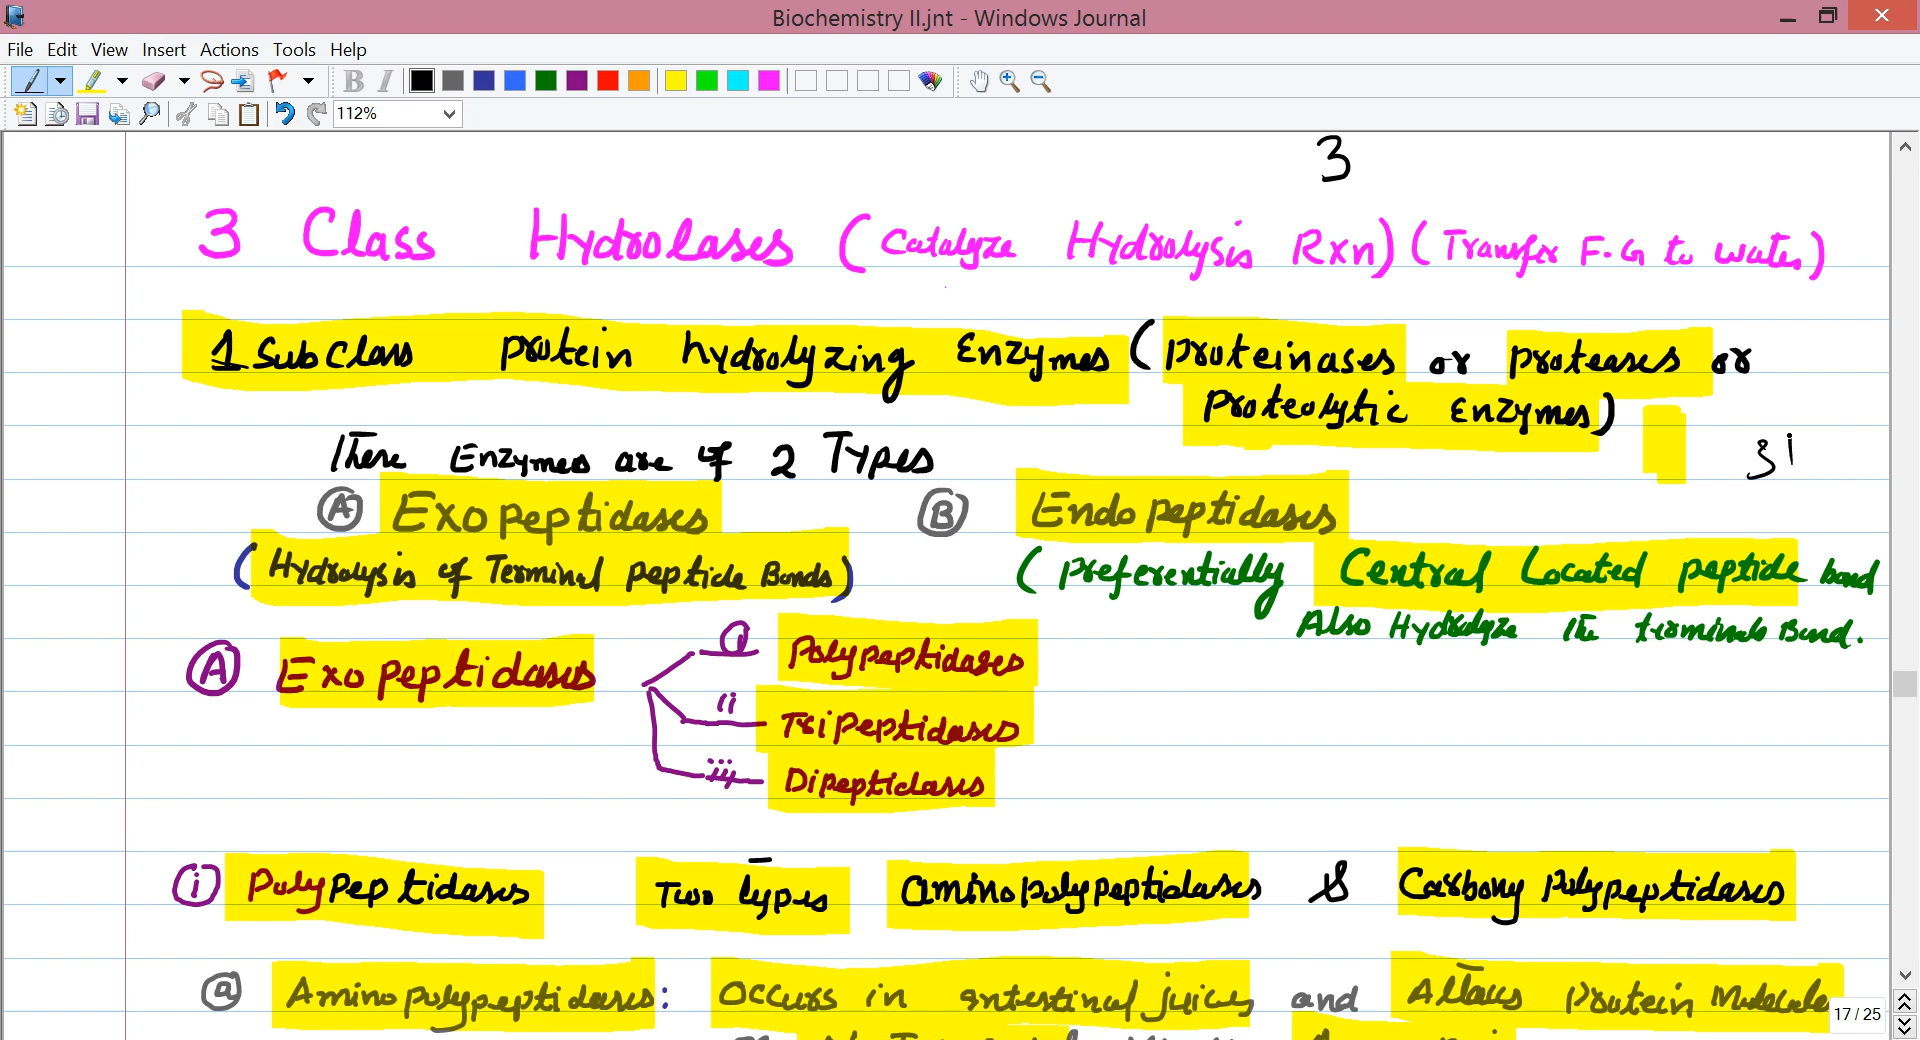 Biochemistry II.jnt - Windows Journal
File Edit View Insert Actions Tools Help
B I
112%
3
3 Class Hydrolases (Catalyze Hydrolysis Rxn) (Transfer F.G to water)
1 SubClass protein hydrolyzing Enzymes (proteinases or proteases or
Proteolytic Enzymes)
3 i
There Enzymes are of 2 Types
A Exopeptidases B Endopeptidases
(Hydrolysis of Terminal peptide Bonds) (preferentially Central Located peptide bond
Also Hydrolyze the terminal Bond.
A Exopeptidases
Polypeptidases
ii Tripeptidases
iii Dipeptidases
i Polypeptidases Two types aminopolypeptidases & Carboxy polypeptidases
a Aminopolypeptidases: Occurs in intestinal juices and Attacks Protein Molecule
17 / 25